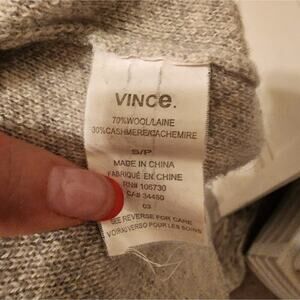 VINCE.
70%WOOL/LAINE
30%CASHMERE/CACHEMIRE
S/P
MADE IN CHINA
FABRIQUÉ EN CHINE
RN# 106730
CA# 34450
03
SEE REVERSE FOR CARE
VOIR AU VERSO POUR LES SOINS